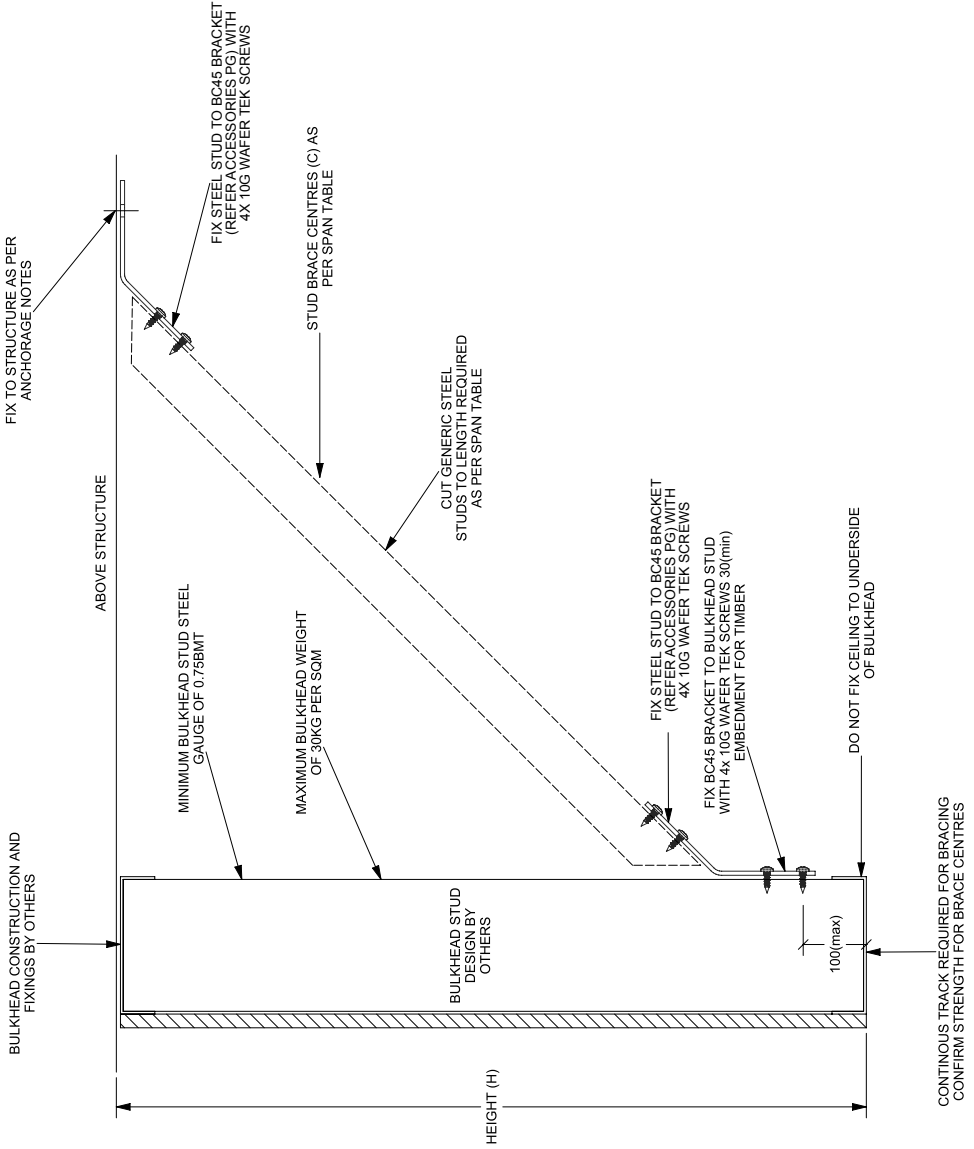 FIX TO STRUCTURE AS PER
ANCHORAGE NOTES
FIX STEEL STUD TO BC45 BRACKET
(REFER ACCESSORIES PG) WITH
4X 10G WAFER TEK SCREWS
STUD BRACE CENTRES (C) AS
PER SPAN TABLE
ABOVE STRUCTURE
CUT GENERIC STEEL
STUDS TO LENGTH REQUIRED
AS PER SPAN TABLE
MINIMUM BULKHEAD STUD STEEL
GAUGE OF 0.75BMT
MAXIMUM BULKHEAD WEIGHT
OF 30KG PER SQM
FIX STEEL STUD TO BC45 BRACKET
(REFER ACCESSORIES PG) WITH
4X 10G WAFER TEK SCREWS
FIX BC45 BRACKET TO BULKHEAD STUD
WITH 4x 10G WAFER TEK SCREWS 30(min)
EMBEDMENT FOR TIMBER
DO NOT FIX CEILING TO UNDERSIDE
OF BULKHEAD
BULKHEAD CONSTRUCTION AND
FIXINGS BY OTHERS
BULKHEAD STUD
DESIGN BY
OTHERS
100(max)
CONTINOUS TRACK REQUIRED FOR BRACING
CONFIRM STRENGTH FOR BRACE CENTRES
HEIGHT (H)